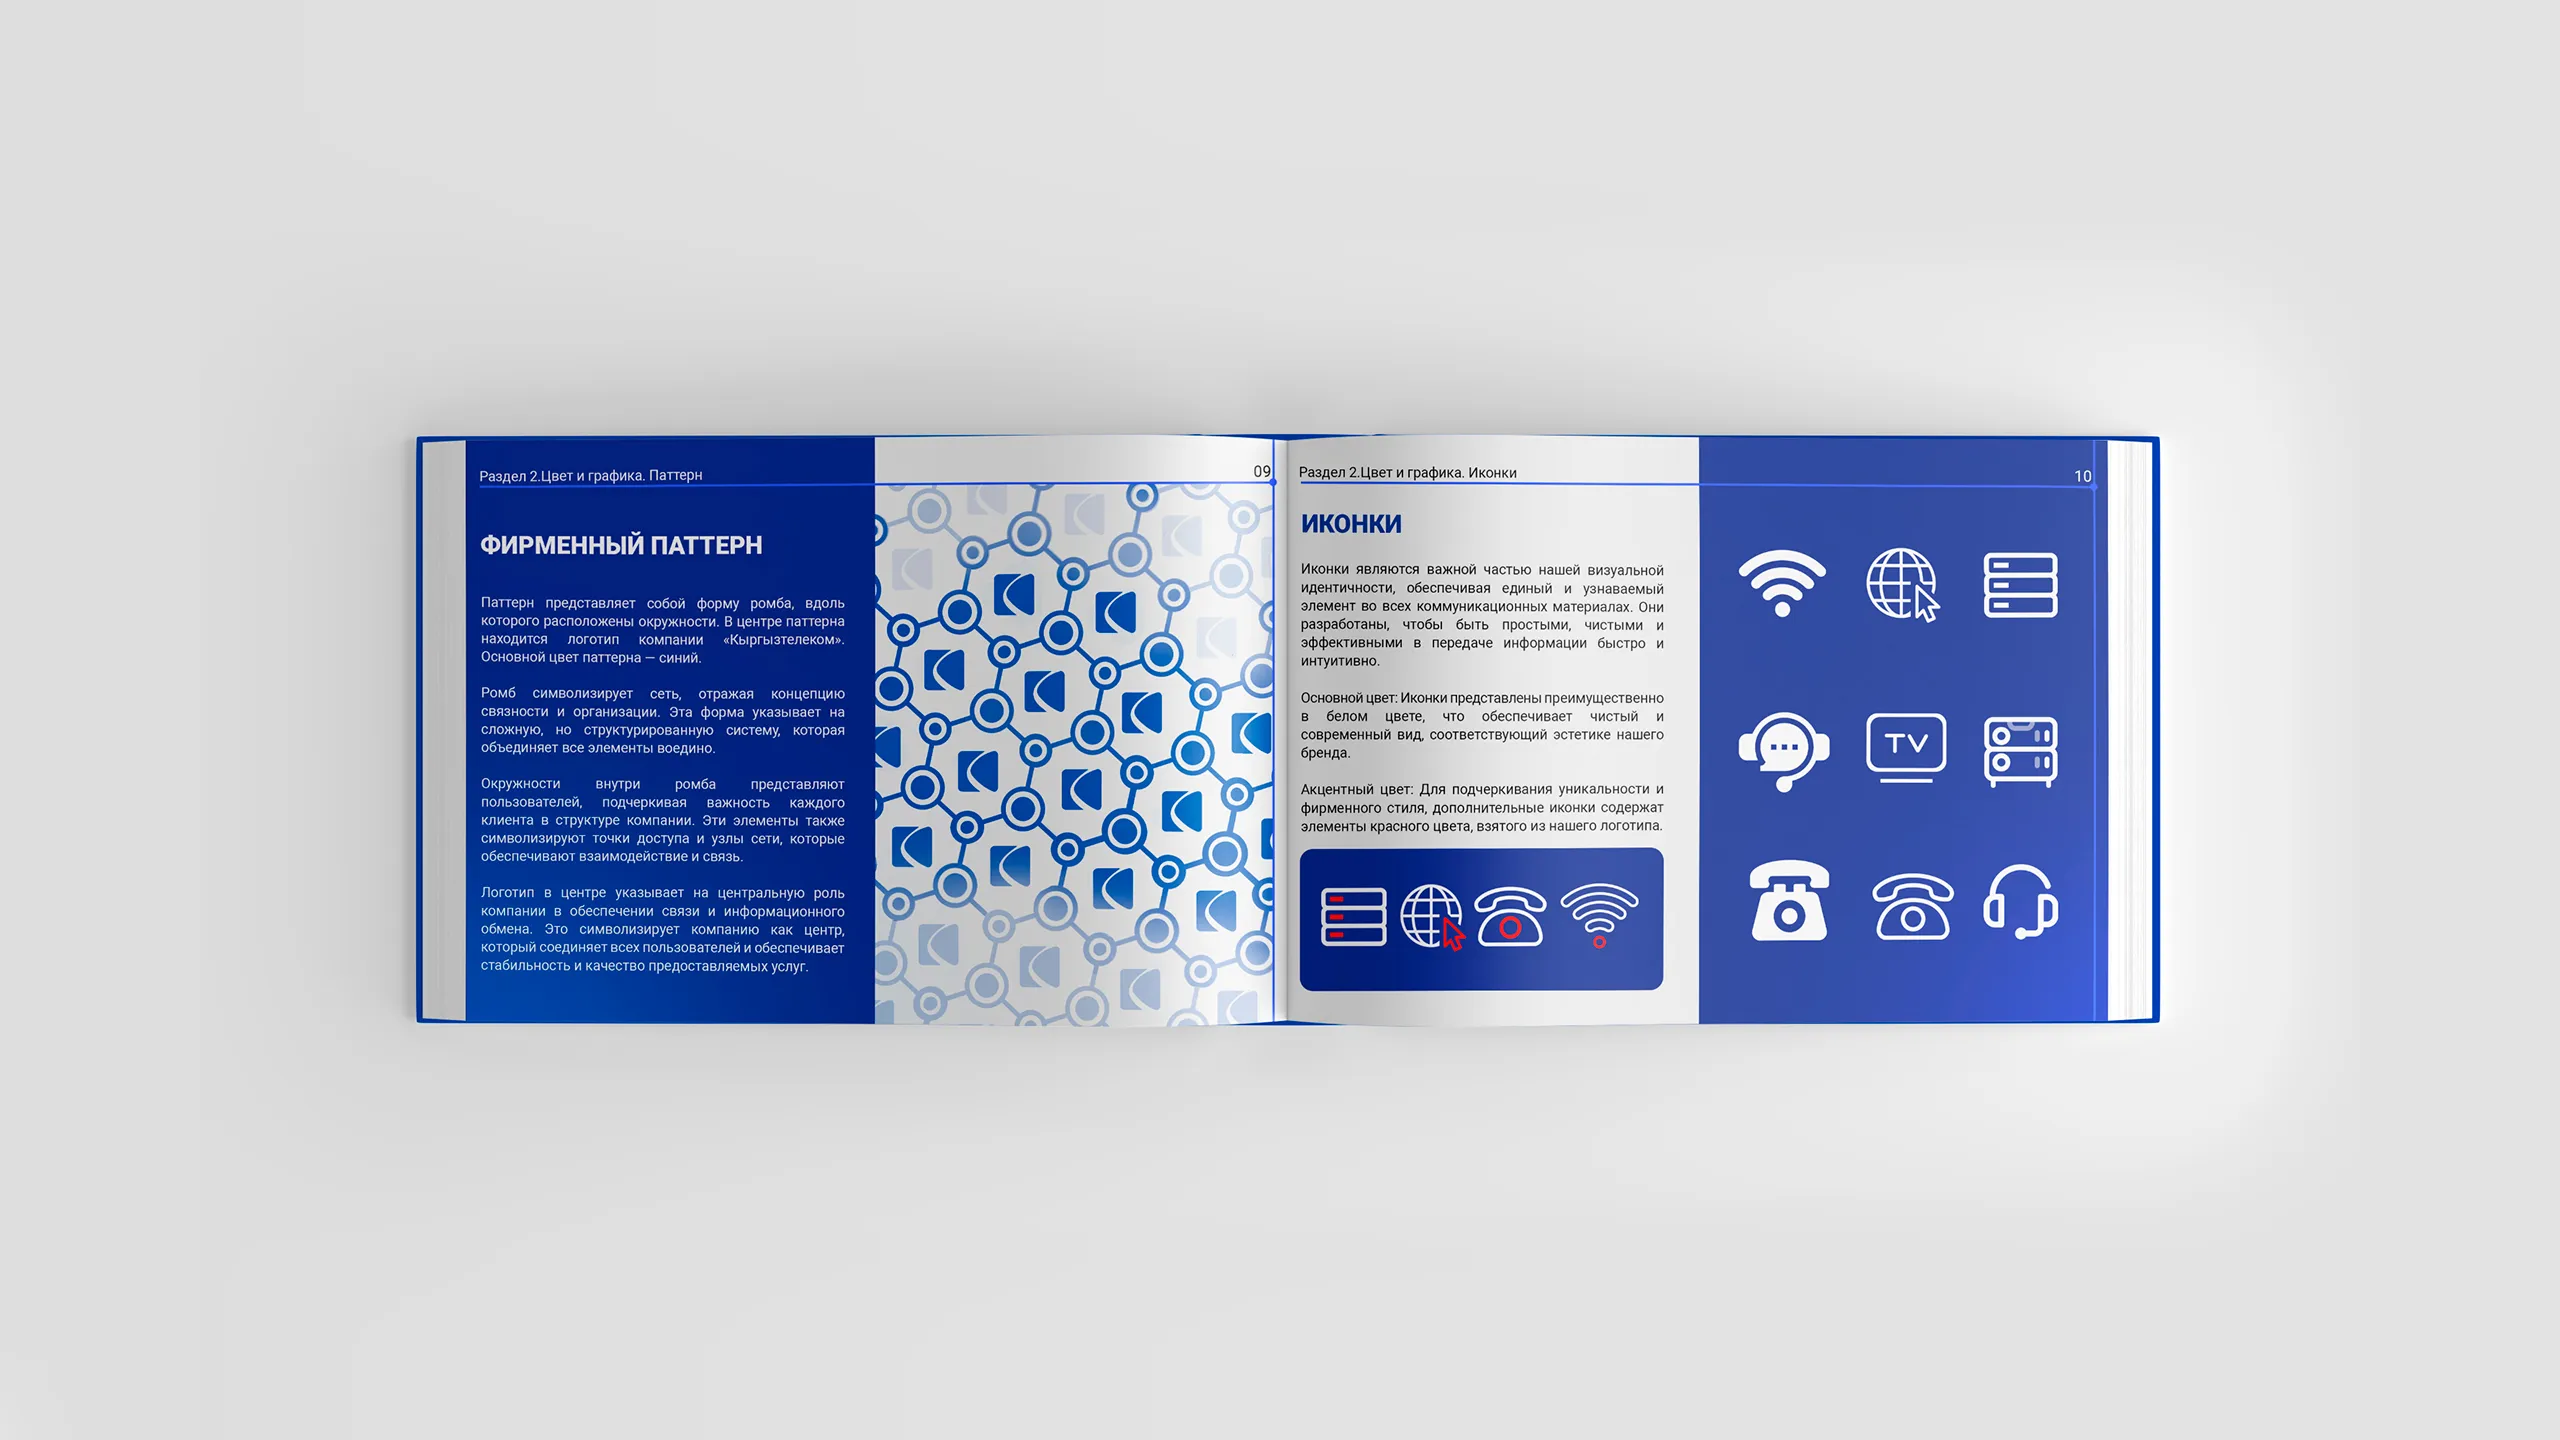 Раздел 2.Цвет и графика. Паттерн
09
ФИРМЕННЫЙ ПАТТЕРН
Паттерн представляет собой форму ромба, вдоль
которого расположены окружности. В центре паттерна
находится логотип компании «Кыргызтелеком».
Основной цвет паттерна — синий.
Ромб символизирует сеть, отражая концепцию
связности и организации. Эта форма указывает на
сложную, но структурированную систему, которая
объединяет все элементы воедино.
Окружности внутри ромба представляют
пользователей, подчеркивая важность каждого
клиента в структуре компании. Эти элементы также
символизируют точки доступа и узлы сети, которые
обеспечивают взаимодействие и связь.
Логотип в центре указывает на центральную роль
компании в обеспечении связи и информационного
обмена. Это символизирует компанию как центр,
который соединяет всех пользователей и обеспечивает
стабильность и качество предоставляемых услуг.
Раздел 2.Цвет и графика. Иконки
10
ИКОНКИ
Иконки являются важной частью нашей визуальной
идентичности, обеспечивая единый и узнаваемый
элемент во всех коммуникационных материалах. Они
разработаны, чтобы быть простыми, чистыми и
эффективными в передаче информации быстро и
интуитивно.
Основной цвет: Иконки представлены преимущественно
в белом цвете, что обеспечивает чистый и
современный вид, соответствующий эстетике нашего
бренда.
Акцентный цвет: Для подчеркивания уникальности и
фирменного стиля, дополнительные иконки содержат
элементы красного цвета, взятого из нашего логотипа.
TV